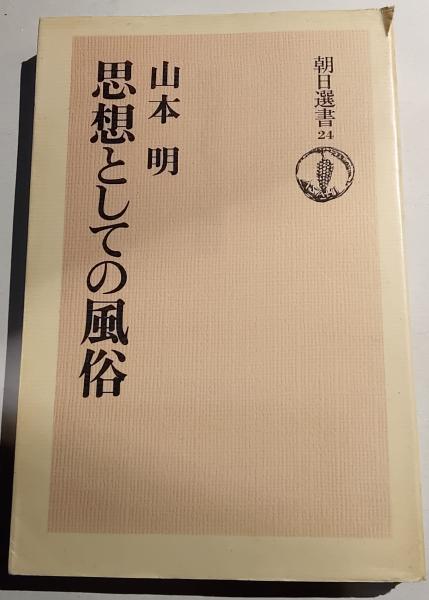 朝日選書 24
山本 明
思想としての風俗